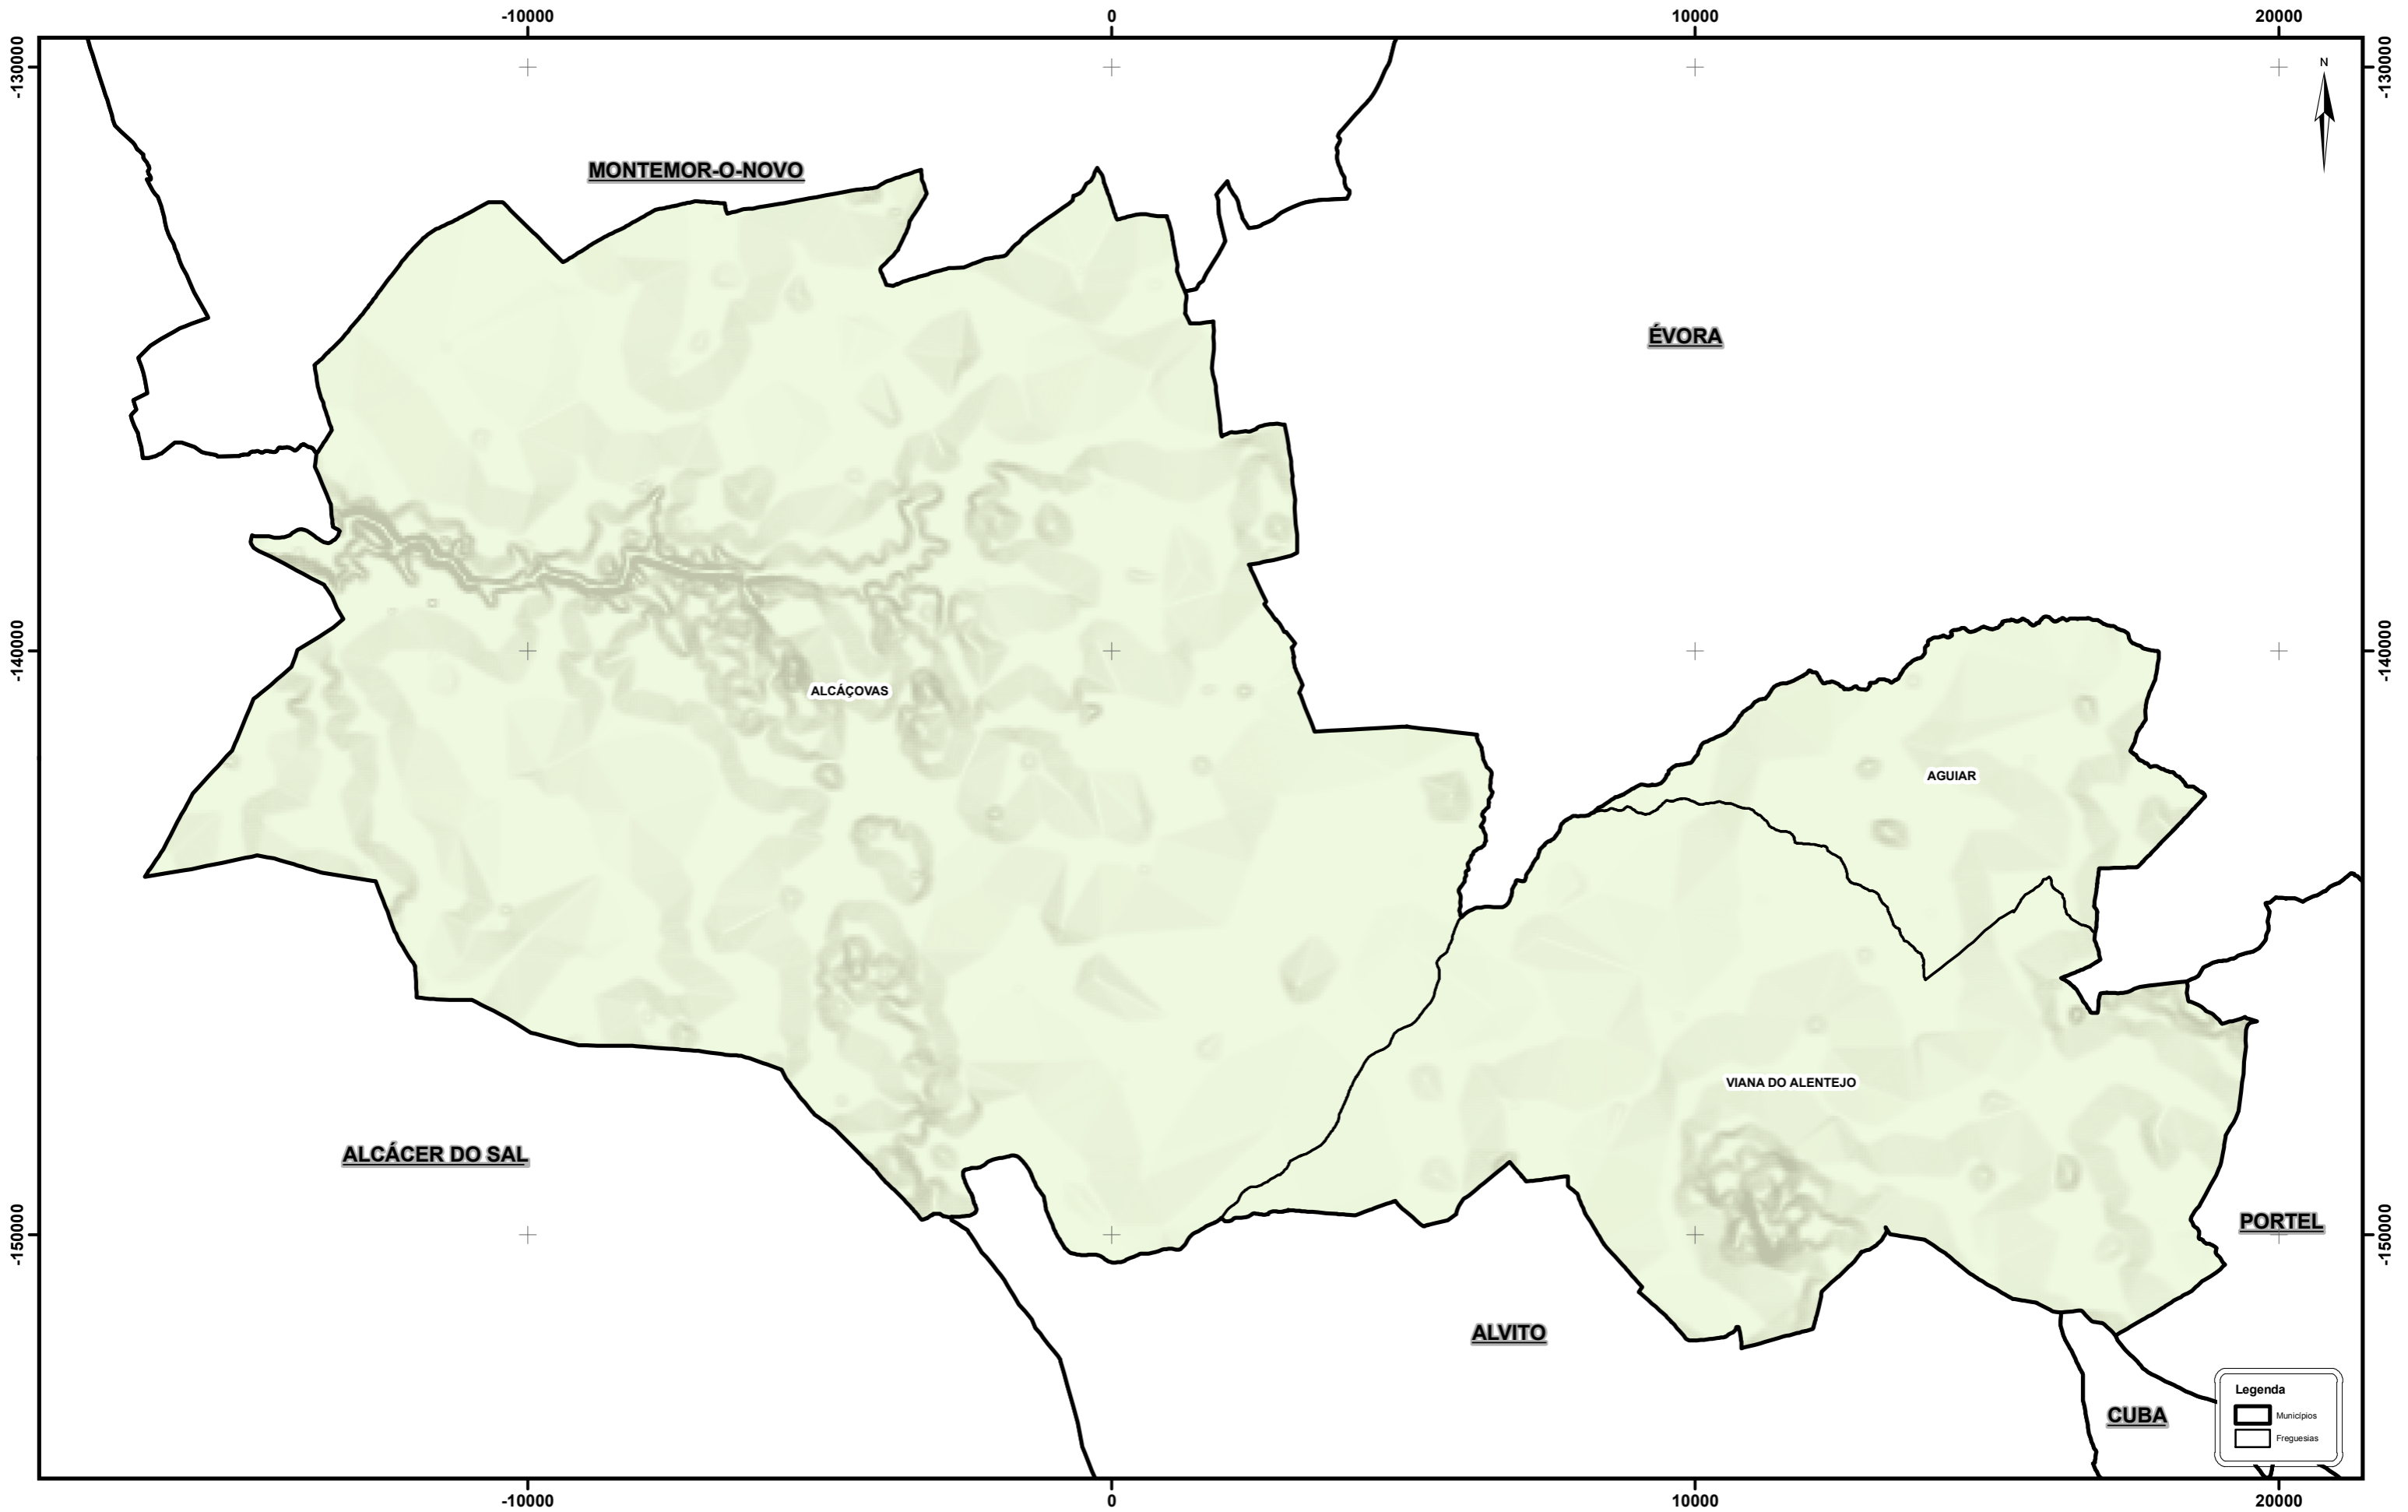 -10000 0 10000 20000
-130000 -130000
N
MONTEMOR-O-NOVO
ÉVORA
-140000 -140000
ALCÁÇOVAS
AGUIAR
VIANA DO ALENTEJO
ALCÁCER DO SAL
PORTEL
-150000 -150000
ALVITO
CUBA
Legenda
Municípios
Freguesias
-10000 0 10000 20000